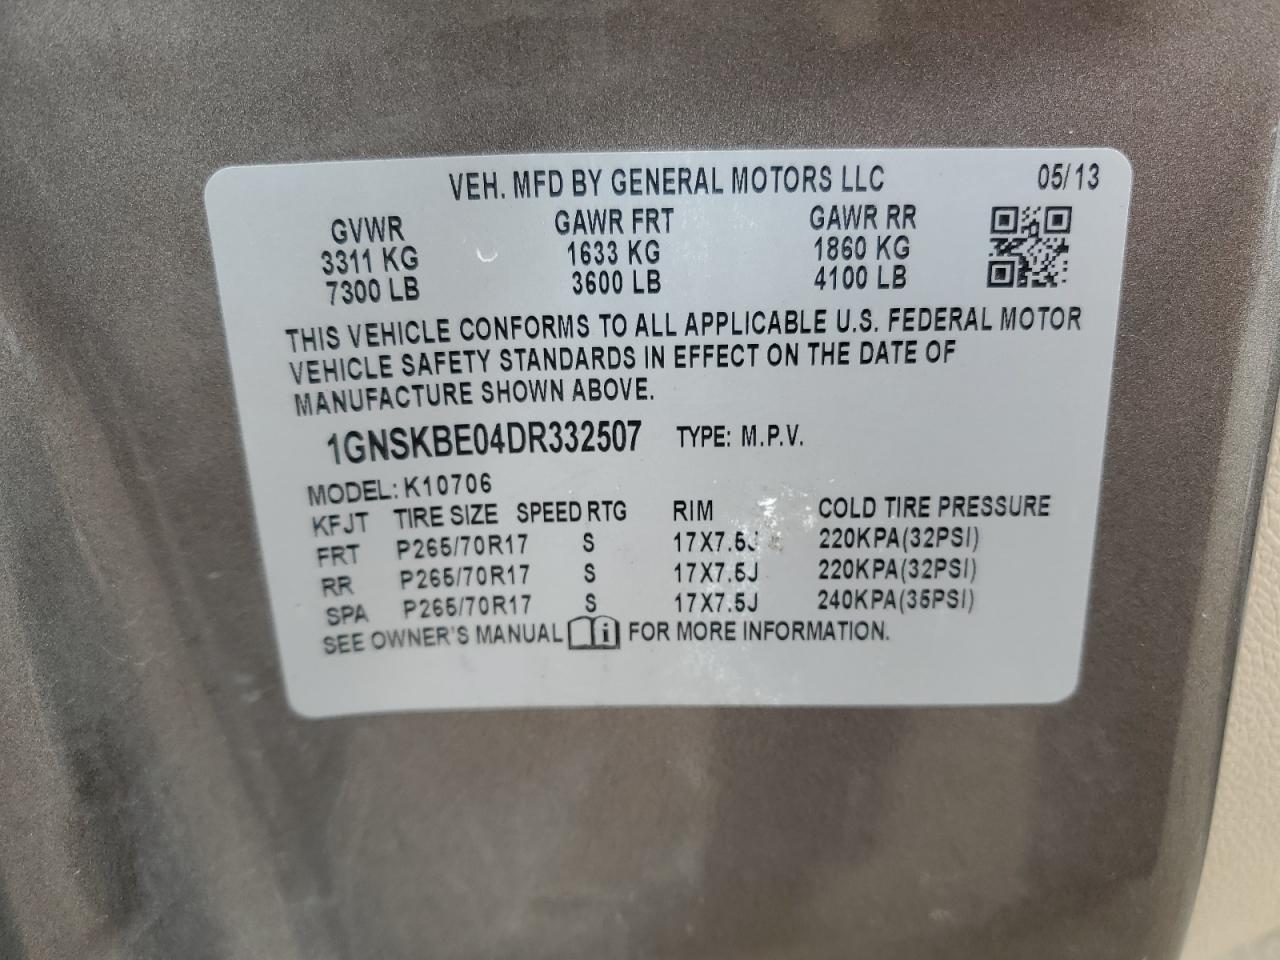 VEH. MFD BY GENERAL MOTORS LLC 05/13
GVWR GAWR FRT GAWR RR
3311 KG 1633 KG 1860 KG
7300 LB 3600 LB 4100 LB
THIS VEHICLE CONFORMS TO ALL APPLICABLE U.S. FEDERAL MOTOR
VEHICLE SAFETY STANDARDS IN EFFECT ON THE DATE OF
MANUFACTURE SHOWN ABOVE.
1GNSKBE04DR332507 TYPE: M.P.V.
MODEL: K10706
KFJT TIRE SIZE SPEED RTG RIM COLD TIRE PRESSURE
FRT P265/70R17 S 17X7.5J 220KPA(32PSI)
RR P265/70R17 S 17X7.5J 220KPA(32PSI)
SPA P265/70R17 S 17X7.5J 240KPA(35PSI)
SEE OWNER'S MANUAL i FOR MORE INFORMATION.